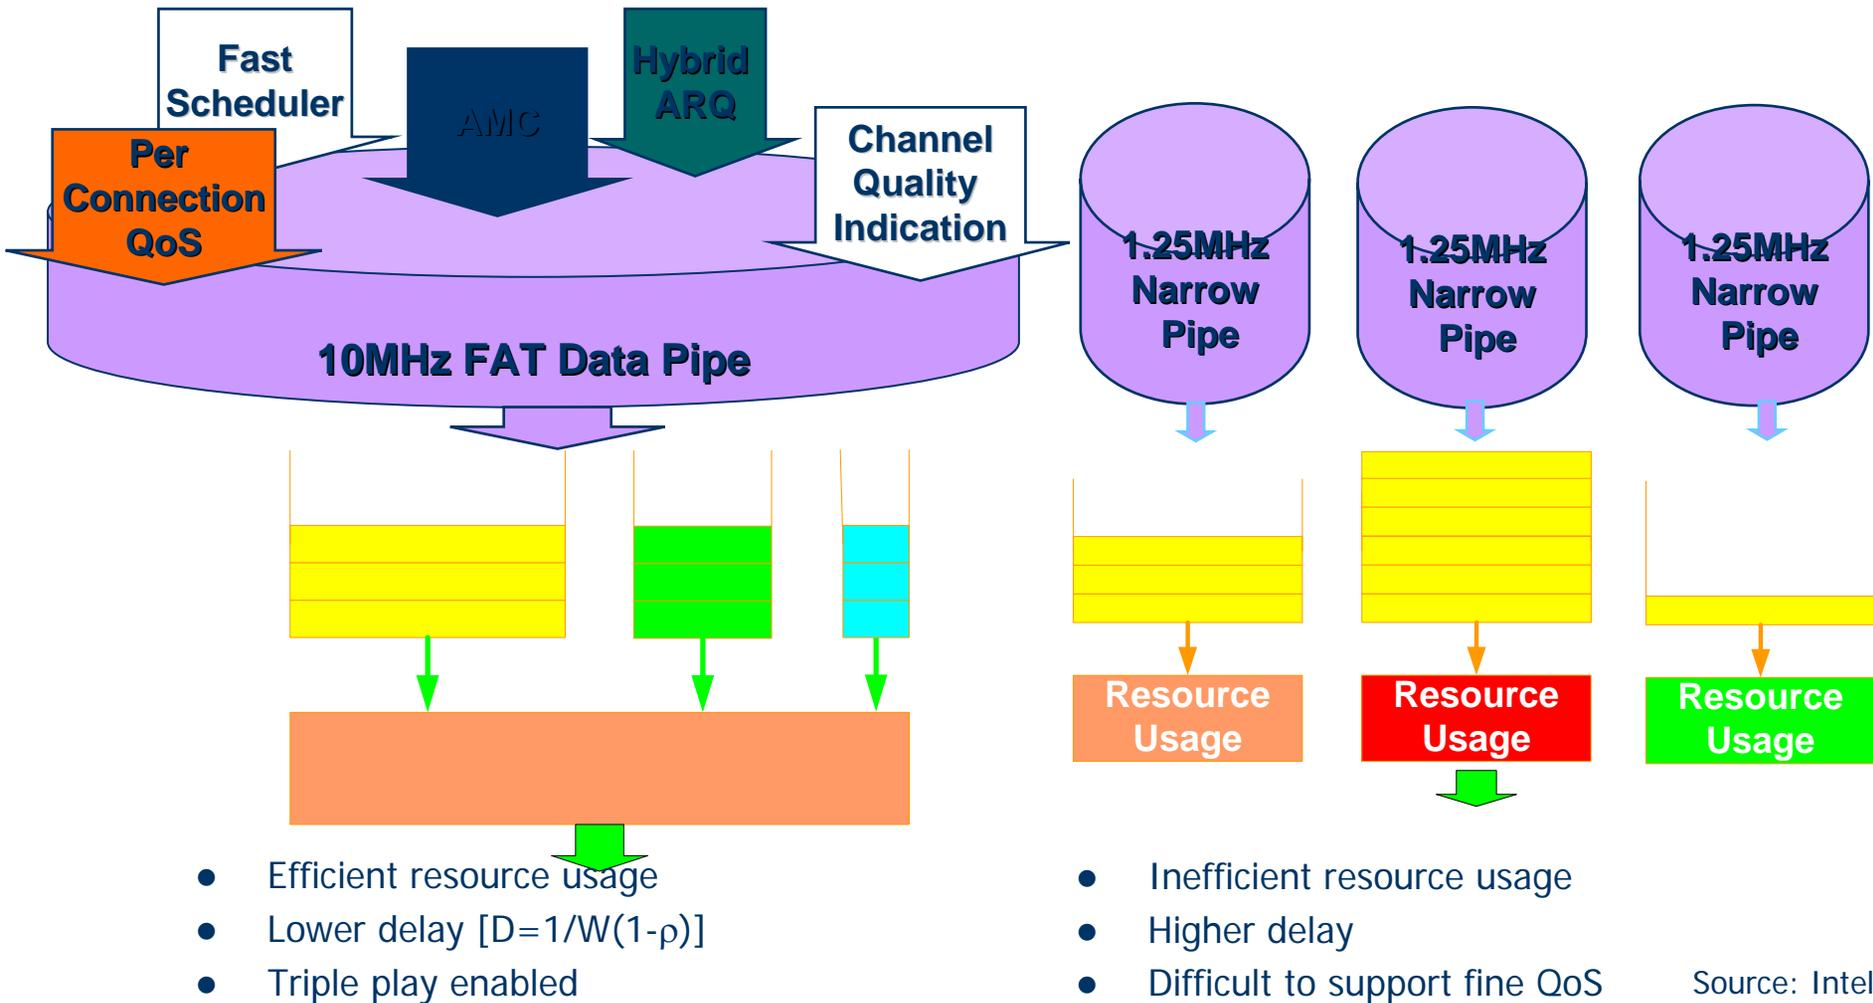 Fast
Scheduler
AMC
Hybrid
ARQ
Per
Connection
QoS
Channel
Quality
Indication
10MHz FAT Data Pipe
1.25MHz
Narrow
Pipe
1.25MHz
Narrow
Pipe
1.25MHz
Narrow
Pipe
Resource
Usage
Resource
Usage
Resource
Usage
● Efficient resource usage
● Lower delay [D=1/W(1-ρ)]
● Triple play enabled
● Inefficient resource usage
● Higher delay
● Difficult to support fine QoS
Source: Intel